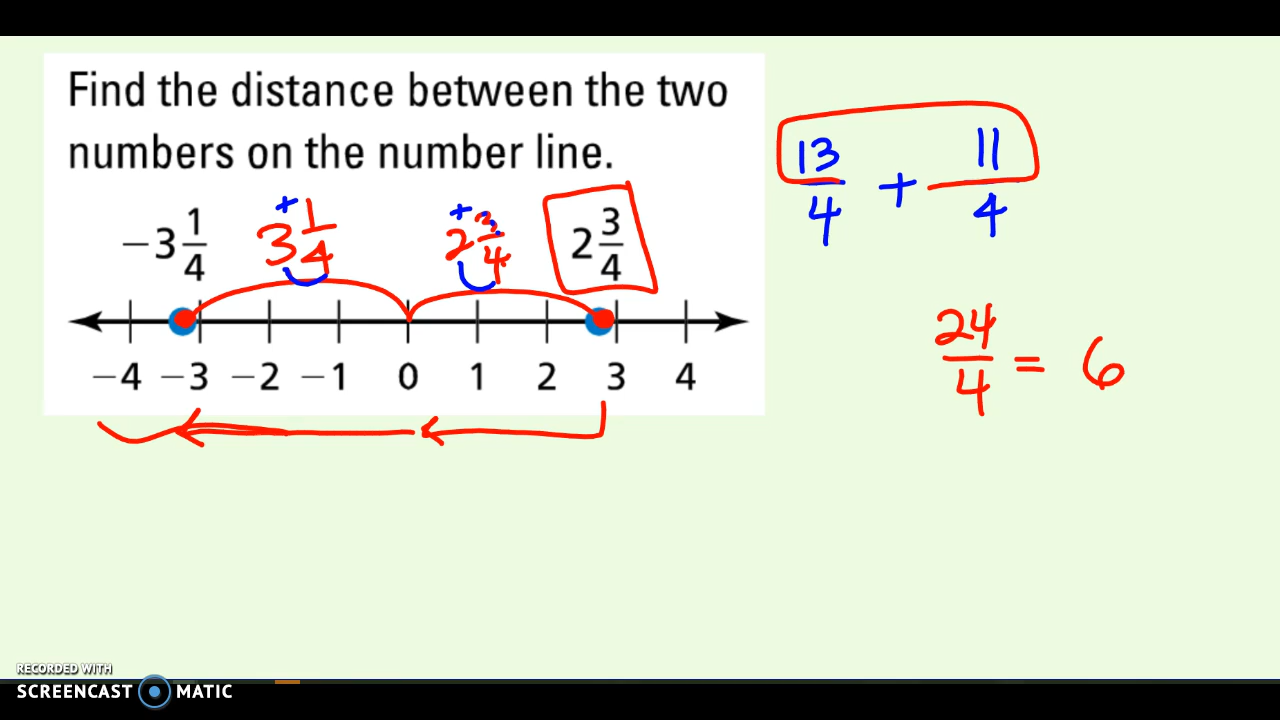 Find the distance between the two
numbers on the number line.
−3 1/4 + 3 1/4 + 2 3/4 2 3/4
−4 −3 −2 −1 0 1 2 3 4
13/4 + 11/4
24/4 = 6
RECORDED WITH
SCREENCAST MATIC